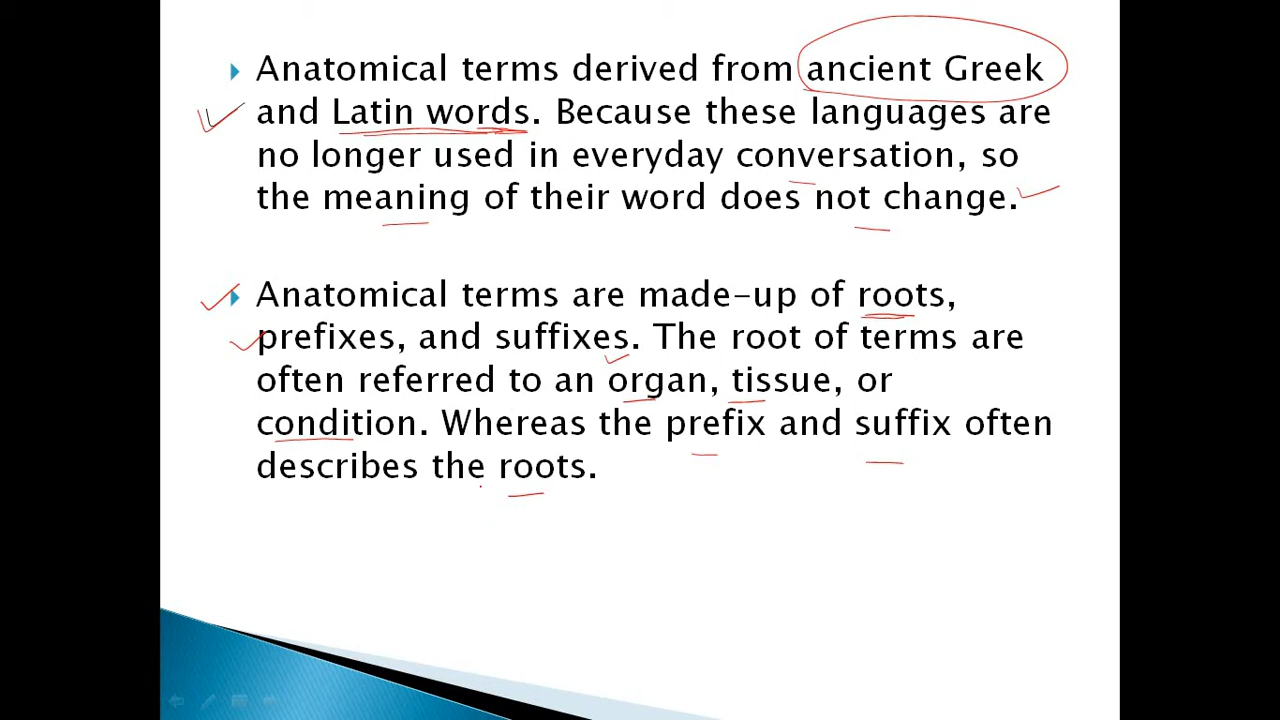 Anatomical terms derived from ancient Greek
and Latin words. Because these languages are
no longer used in everyday conversation, so
the meaning of their word does not change.
Anatomical terms are made-up of roots,
prefixes, and suffixes. The root of terms are
often referred to an organ, tissue, or
condition. Whereas the prefix and suffix often
describes the roots.